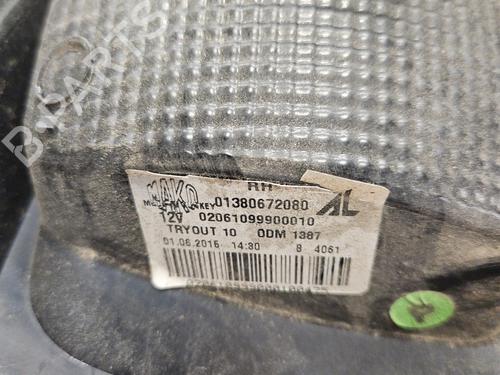 B-PARTS
RH
MAKO 01380672080 AL
12V 02061099900010
TRYOUT 10 ODM 1387
01.06.2015 14:30 8 4061